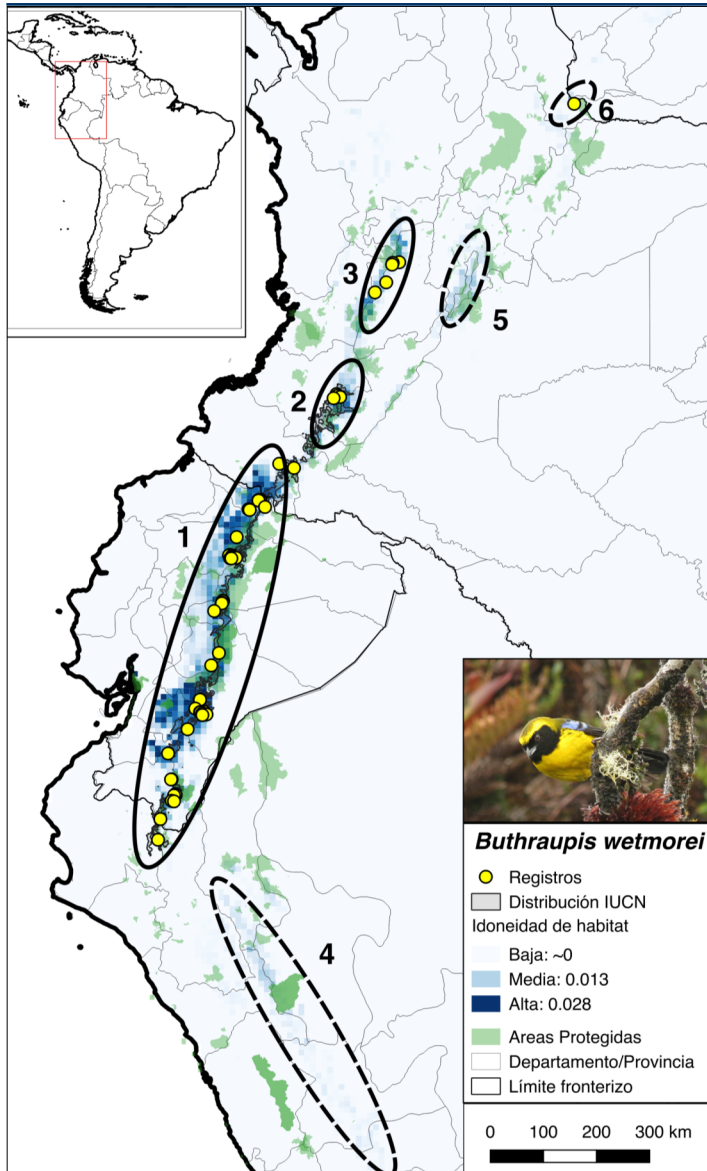 6
3
5
2
1
4
Buthraupis wetmorei
Registros
Distribución IUCN
Idoneidad de habitat
Baja: ~0
Media: 0.013
Alta: 0.028
Areas Protegidas
Departamento/Provincia
Límite fronterizo
0 100 200 300 km